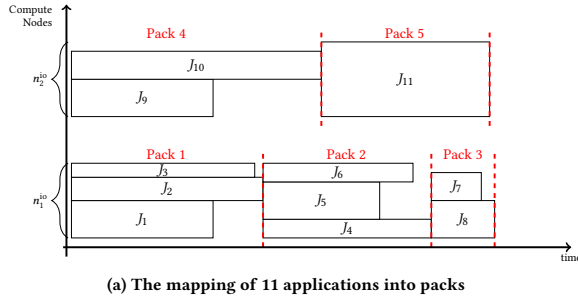 Compute
Nodes
Pack 4
Pack 5
n₂ⁱᵒ
J₁₀
J₁₁
J₉
Pack 1
Pack 2
Pack 3
J₃
J₆
J₂
J₇
n₁ⁱᵒ
J₅
J₁
J₄
J₈
time
(a) The mapping of 11 applications into packs